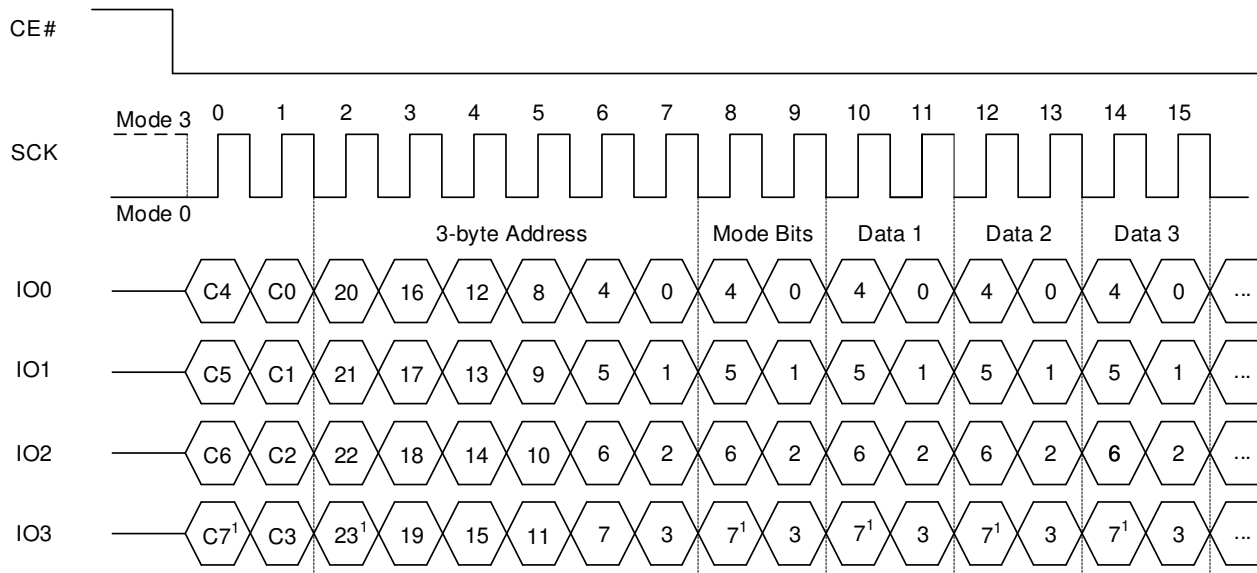 CE#
0 1 2 3 4 5 6 7 8 9 10 11 12 13 14 15
Mode 3
SCK
Mode 0
3-byte Address Mode Bits Data 1 Data 2 Data 3
IO0 C4 C0 20 16 12 8 4 0 4 0 4 0 4 0 4 0 ...
IO1 C5 C1 21 17 13 9 5 1 5 1 5 1 5 1 5 1 ...
IO2 C6 C2 22 18 14 10 6 2 6 2 6 2 6 2 6 2 ...
IO3 C7¹ C3 23¹ 19 15 11 7 3 7¹ 3 7¹ 3 7¹ 3 7¹ 3 ...